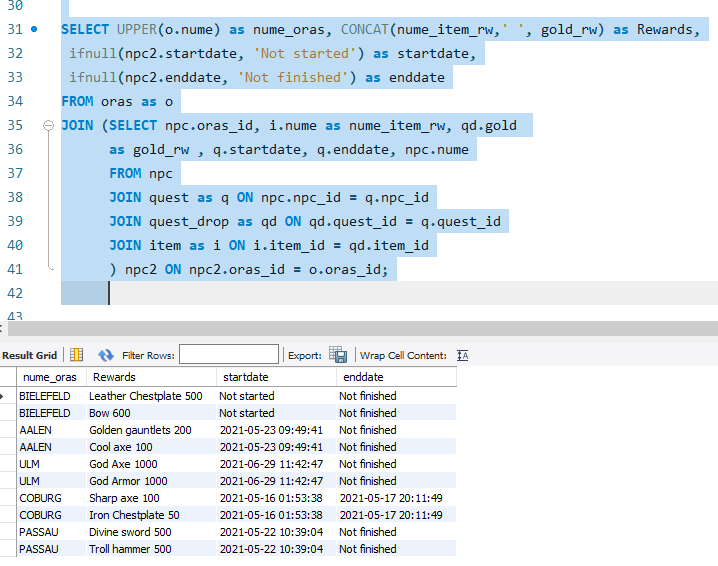 30
31 SELECT UPPER(o.nume) as nume_oras, CONCAT(nume_item_rw,' ', gold_rw) as Rewards,
32 ifnull(npc2.startdate, 'Not started') as startdate,
33 ifnull(npc2.enddate, 'Not finished') as enddate
34 FROM oras as o
35 JOIN (SELECT npc.oras_id, i.nume as nume_item_rw, qd.gold
36 as gold_rw , q.startdate, q.enddate, npc.nume
37 FROM npc
38 JOIN quest as q ON npc.npc_id = q.npc_id
39 JOIN quest_drop as qd ON qd.quest_id = q.quest_id
40 JOIN item as i ON i.item_id = qd.item_id
41 ) npc2 ON npc2.oras_id = o.oras_id;
42
43
Result Grid Filter Rows: Export: Wrap Cell Content: IA
nume_oras Rewards startdate enddate
BIELEFELD Leather Chestplate 500 Not started Not finished
BIELEFELD Bow 600 Not started Not finished
AALEN Golden gauntlets 200 2021-05-23 09:49:41 Not finished
AALEN Cool axe 100 2021-05-23 09:49:41 Not finished
ULM God Axe 1000 2021-06-29 11:42:47 Not finished
ULM God Armor 1000 2021-06-29 11:42:47 Not finished
COBURG Sharp axe 100 2021-05-16 01:53:38 2021-05-17 20:11:49
COBURG Iron Chestplate 50 2021-05-16 01:53:38 2021-05-17 20:11:49
PASSAU Divine sword 500 2021-05-22 10:39:04 Not finished
PASSAU Troll hammer 500 2021-05-22 10:39:04 Not finished